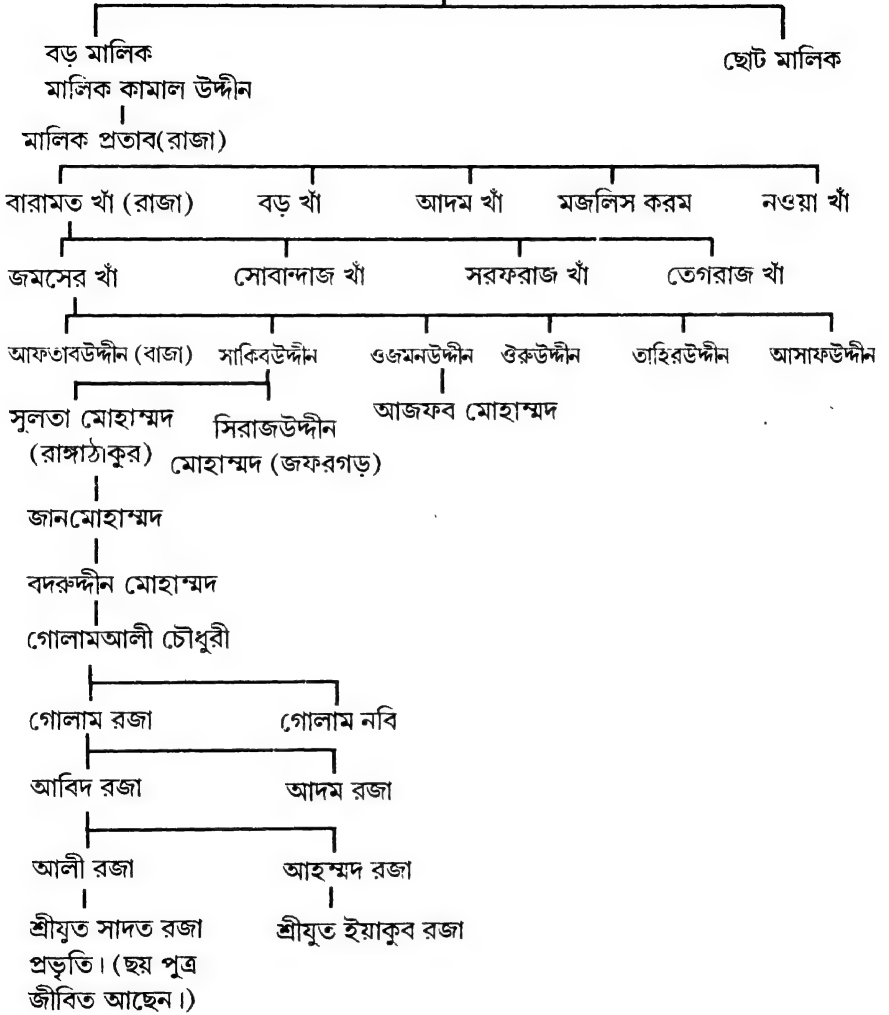 বড় মালিক
ছোট মালিক
মালিক কামাল উদ্দীন
মালিক প্রতাব(রাজা)
বারামত খাঁ (রাজা) বড় খাঁ আদম খাঁ মজলিস করম নওয়া খাঁ
জমসের খাঁ সোবান্দাজ খাঁ সরফরাজ খাঁ তেগরাজ খাঁ
আফতাবউদ্দীন (বাজা) সাকিবউদ্দীন ওজমনউদ্দীন ঔরুউদ্দীন তাহিরউদ্দীন আসাফউদ্দীন
সুলতা মোহাম্মদ
(রাঙ্গাঠাকুর)
সিরাজউদ্দীন
মোহাম্মদ (জফরগড়)
আজফব মোহাম্মদ
জানমোহাম্মদ
বদরুদ্দীন মোহাম্মদ
গোলামআলী চৌধুরী
গোলাম রজা গোলাম নবি
আবিদ রজা আদম রজা
আলী রজা আহম্মদ রজা
শ্রীযুত সাদত রজা
প্রভৃতি। (ছয় পুত্র
জীবিত আছেন।)
শ্রীযুত ইয়াকুব রজা